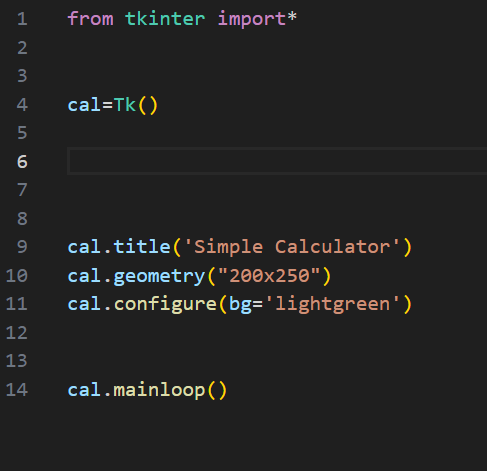 1 from tkinter import*
2
3
4 cal=Tk()
5
6
7
8
9 cal.title('Simple Calculator')
10 cal.geometry("200x250")
11 cal.configure(bg='lightgreen')
12
13
14 cal.mainloop()